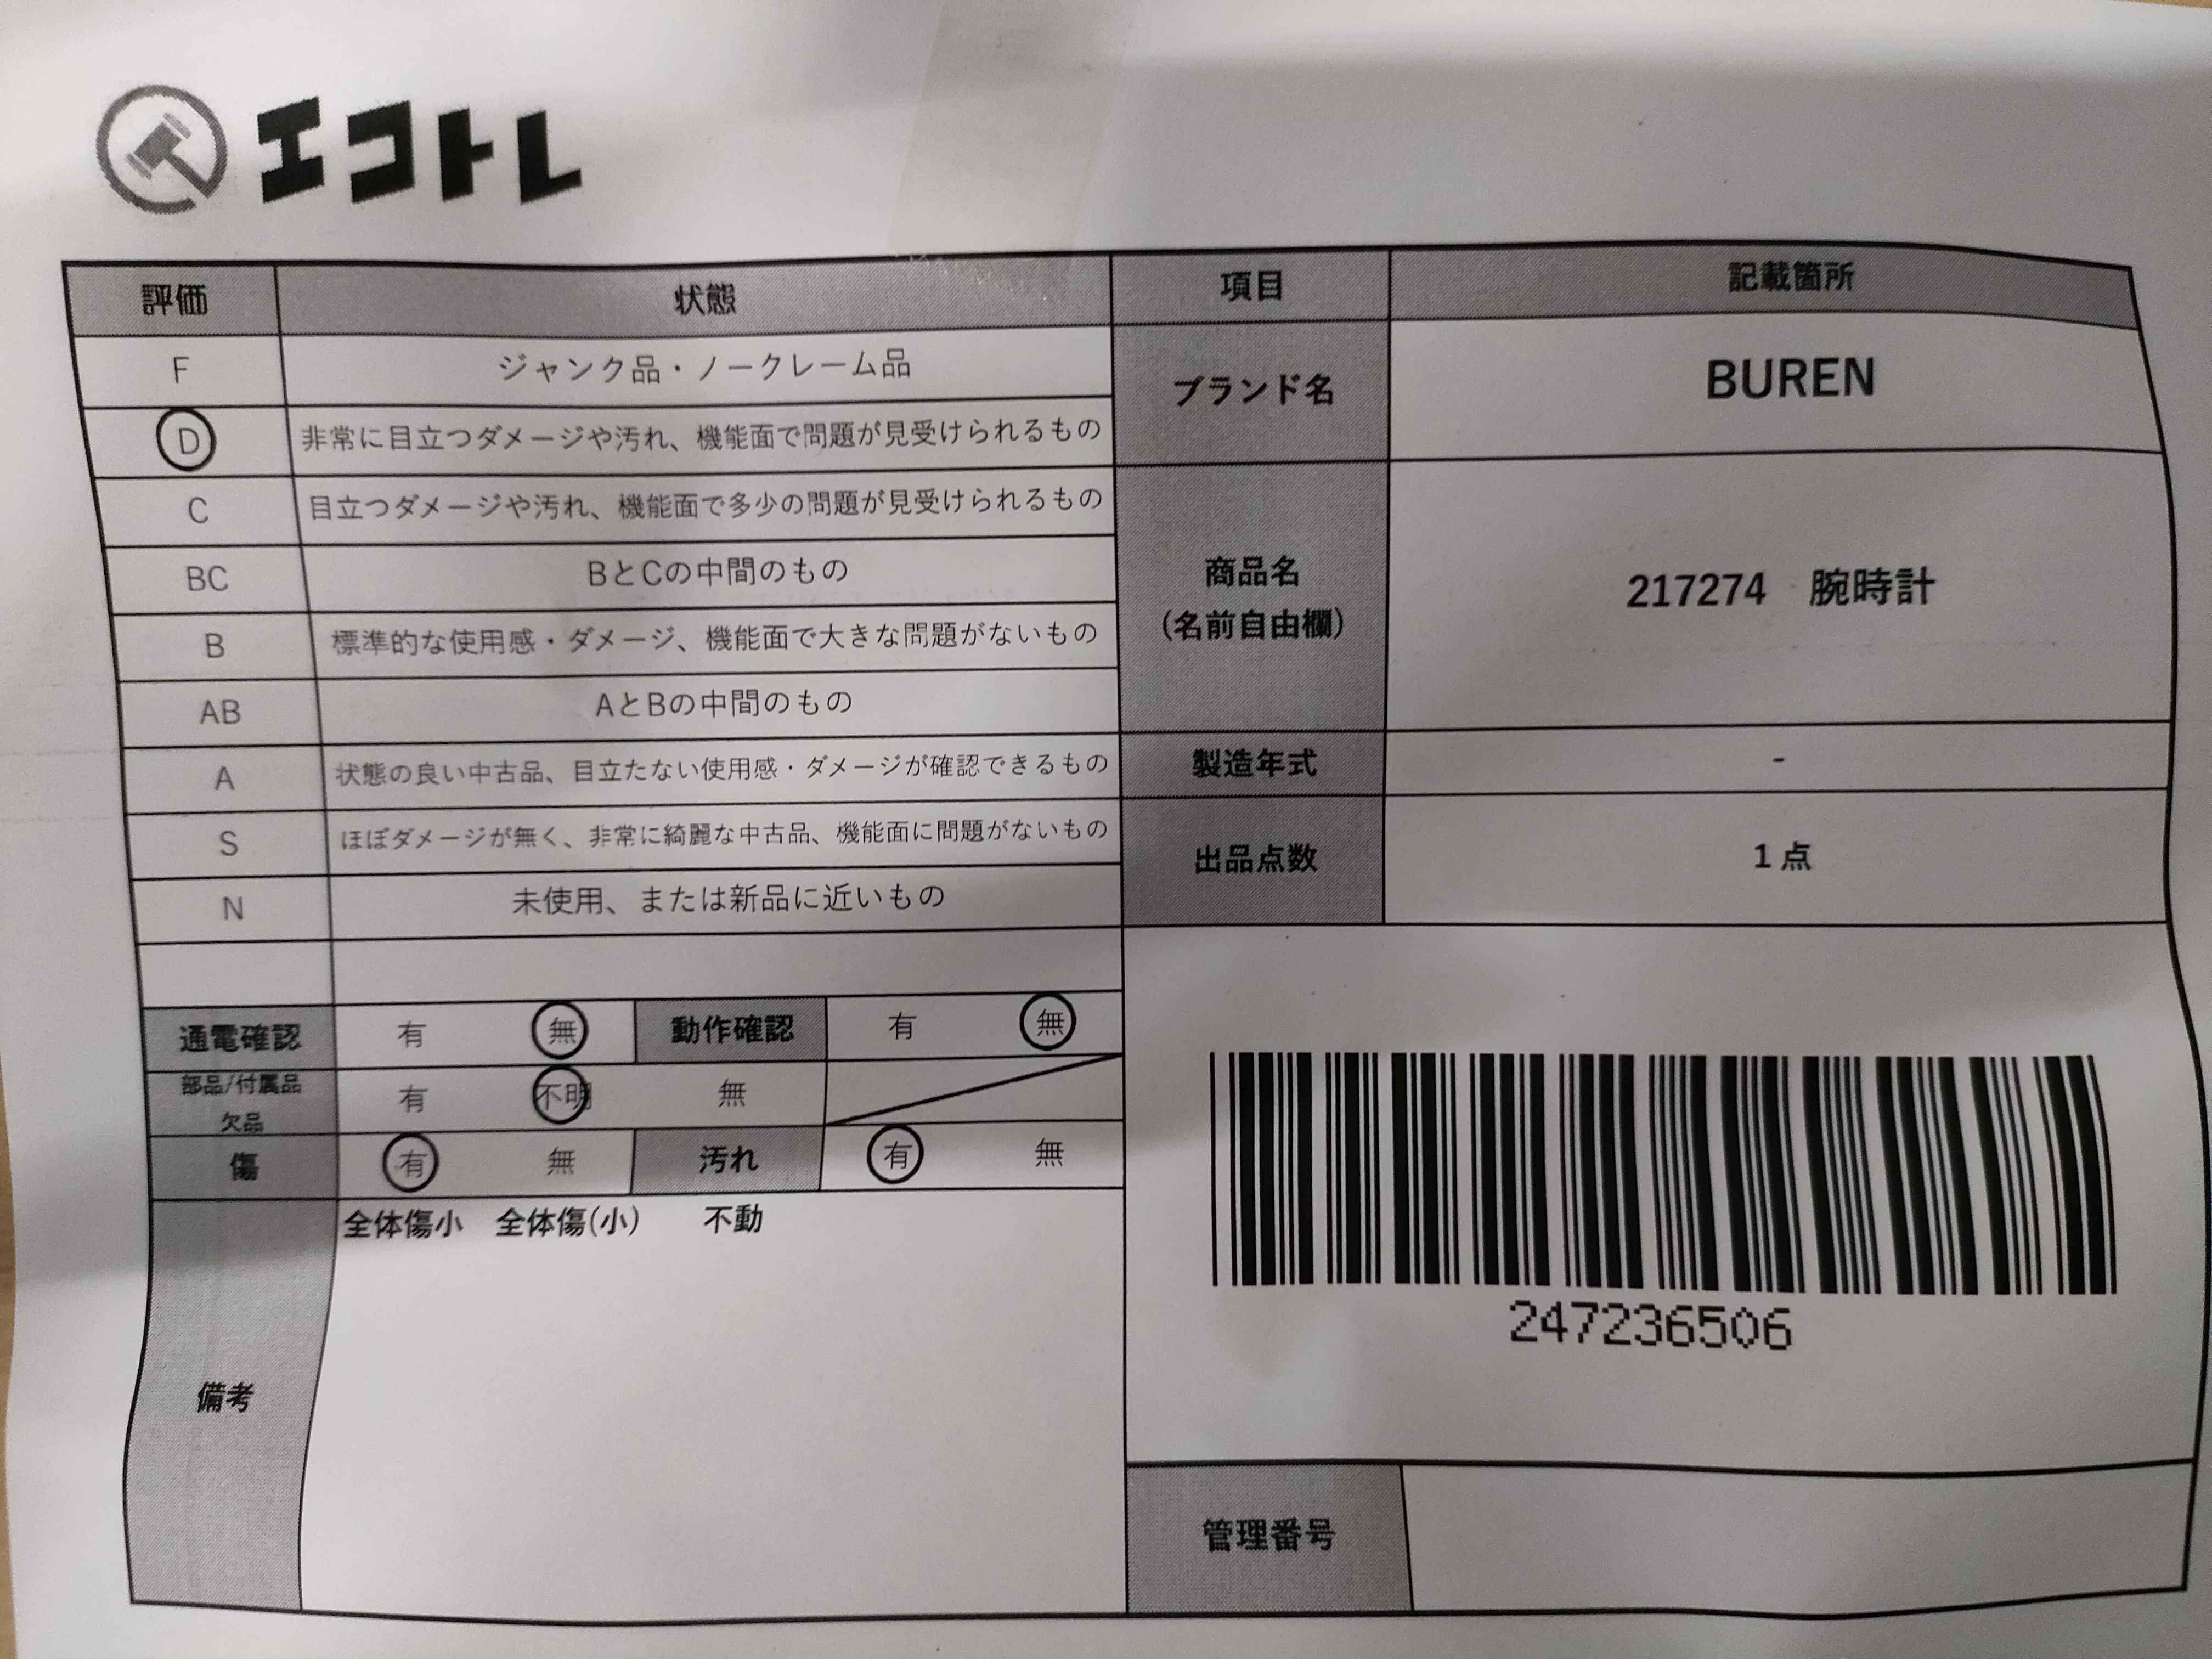 エコトレ
評価 状態 項目 記載箇所
F ジャンク品・ノークレーム品
D 非常に目立つダメージや汚れ、機能面で問題が見受けられるもの
C 目立つダメージや汚れ、機能面で多少の問題が見受けられるもの
BC BとCの中間のもの
B 標準的な使用感・ダメージ、機能面で大きな問題がないもの
AB AとBの中間のもの
A 状態の良い中古品、目立たない使用感・ダメージが確認できるもの
S ほぼダメージが無く、非常に綺麗な中古品、機能面に問題がないもの
N 未使用、または新品に近いもの
ブランド名 BUREN
商品名
(名前自由欄)
217274 腕時計
製造年式 -
出品点数 1点
通電確認 有 無 動作確認 有 無
部品/付属品
欠品
有 不明 無
傷 有 無 汚れ 有 無
備考
全体傷小 全体傷(小) 不動
247236506
管理番号